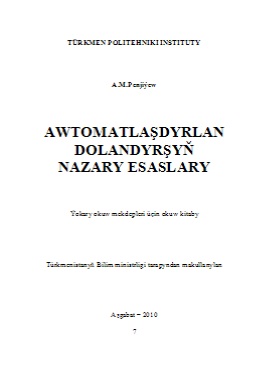 TÜRKMEN POLITEHNIKI INSTITUTY
A.M.Penjiýew
AWTOMATLAŞDYRLAN
DOLANDYRŞYŇ
NAZARY ESASLARY
Ýokary okuw mekdepleri üçin okuw kitaby
Türkmenistanyň Bilim ministrligi tarapyndan makullanylan
Aşgabat – 2010
7